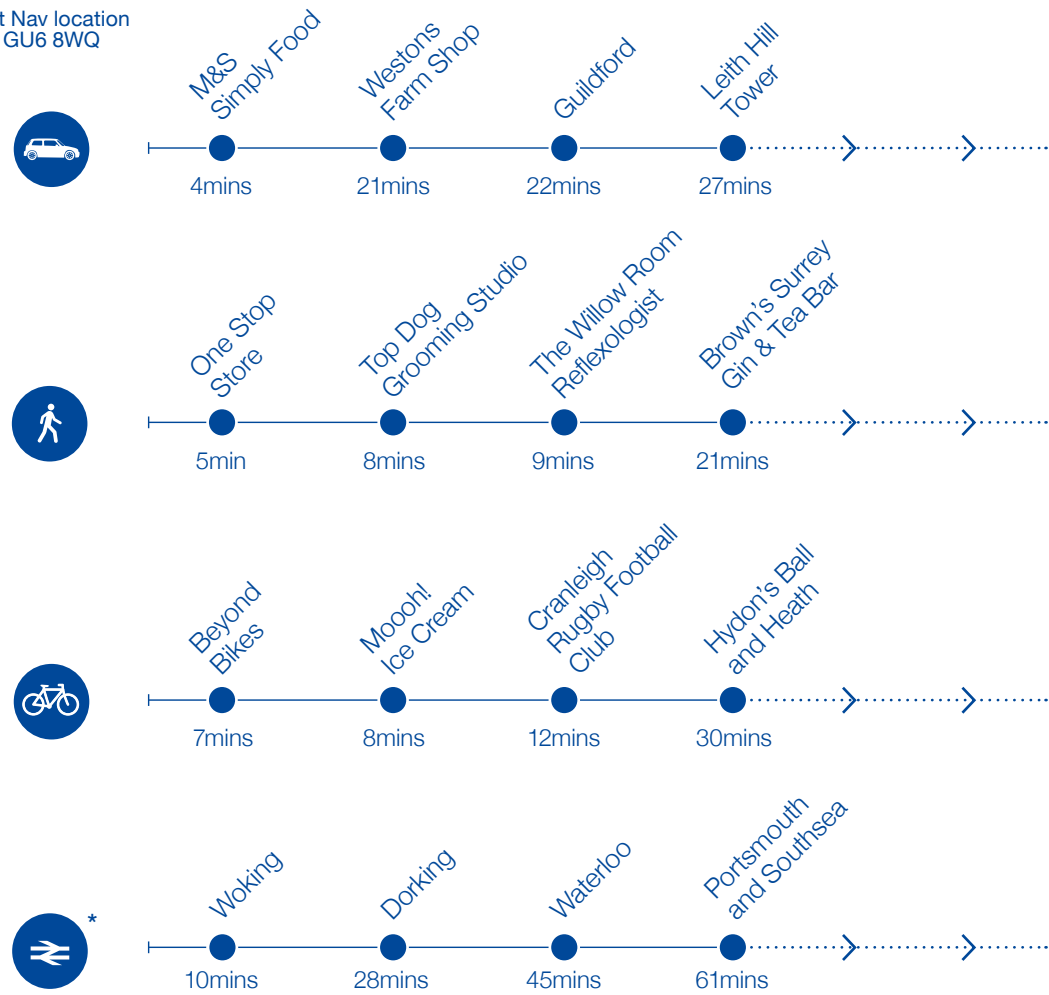 t Nav location
GU6 8WQ
M&S
Simply Food
Westons
Farm Shop
Guildford
Leith Hill
Tower
4mins
21mins
22mins
27mins
One Stop
Store
Top Dog
Grooming Studio
The Willow Room
Reflexologist
Brown's Surrey
Gin & Tea Bar
5min
8mins
9mins
21mins
Beyond
Bikes
Moooh!
Ice Cream
Cranleigh
Rugby Football
Club
Hydon's Ball
and Heath
7mins
8mins
12mins
30mins
*
Woking
Dorking
Waterloo
Portsmouth
and Southsea
10mins
28mins
45mins
61mins